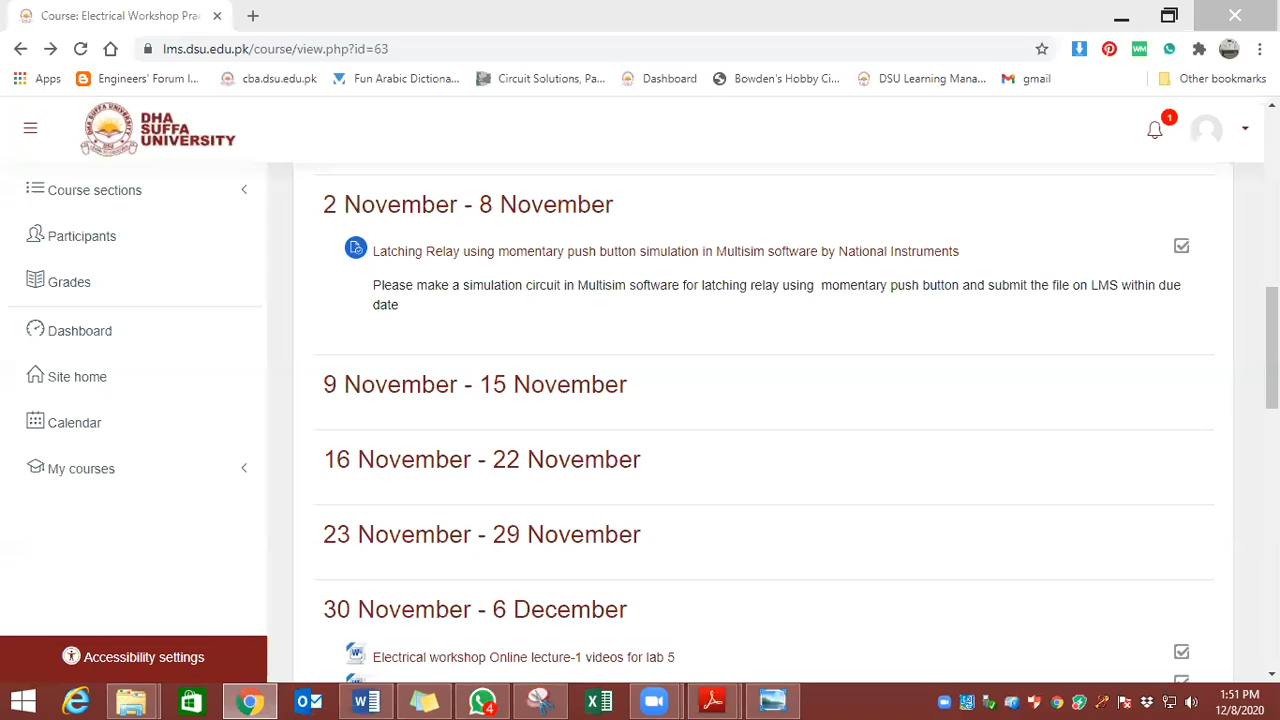 Course: Electrical Workshop Pra
lms.dsu.edu.pk/course/view.php?id=63
Apps
Engineers' Forum I...
cba.dsu.edu.pk
Fun Arabic Dictiona...
Circuit Solutions, Pa...
Dashboard
Bowden's Hobby Ci...
DSU Learning Mana...
gmail
Other bookmarks
DHA
SUFFA
UNIVERSITY
1
Course sections
Participants
Grades
Dashboard
Site home
Calendar
My courses
Accessibility settings
2 November - 8 November
Latching Relay using momentary push button simulation in Multisim software by National Instruments
Please make a simulation circuit in Multisim software for latching relay using momentary push button and submit the file on LMS within due
date
9 November - 15 November
16 November - 22 November
23 November - 29 November
30 November - 6 December
Electrical workshop Online lecture-1 videos for lab 5
4
1:51 PM
12/8/2020